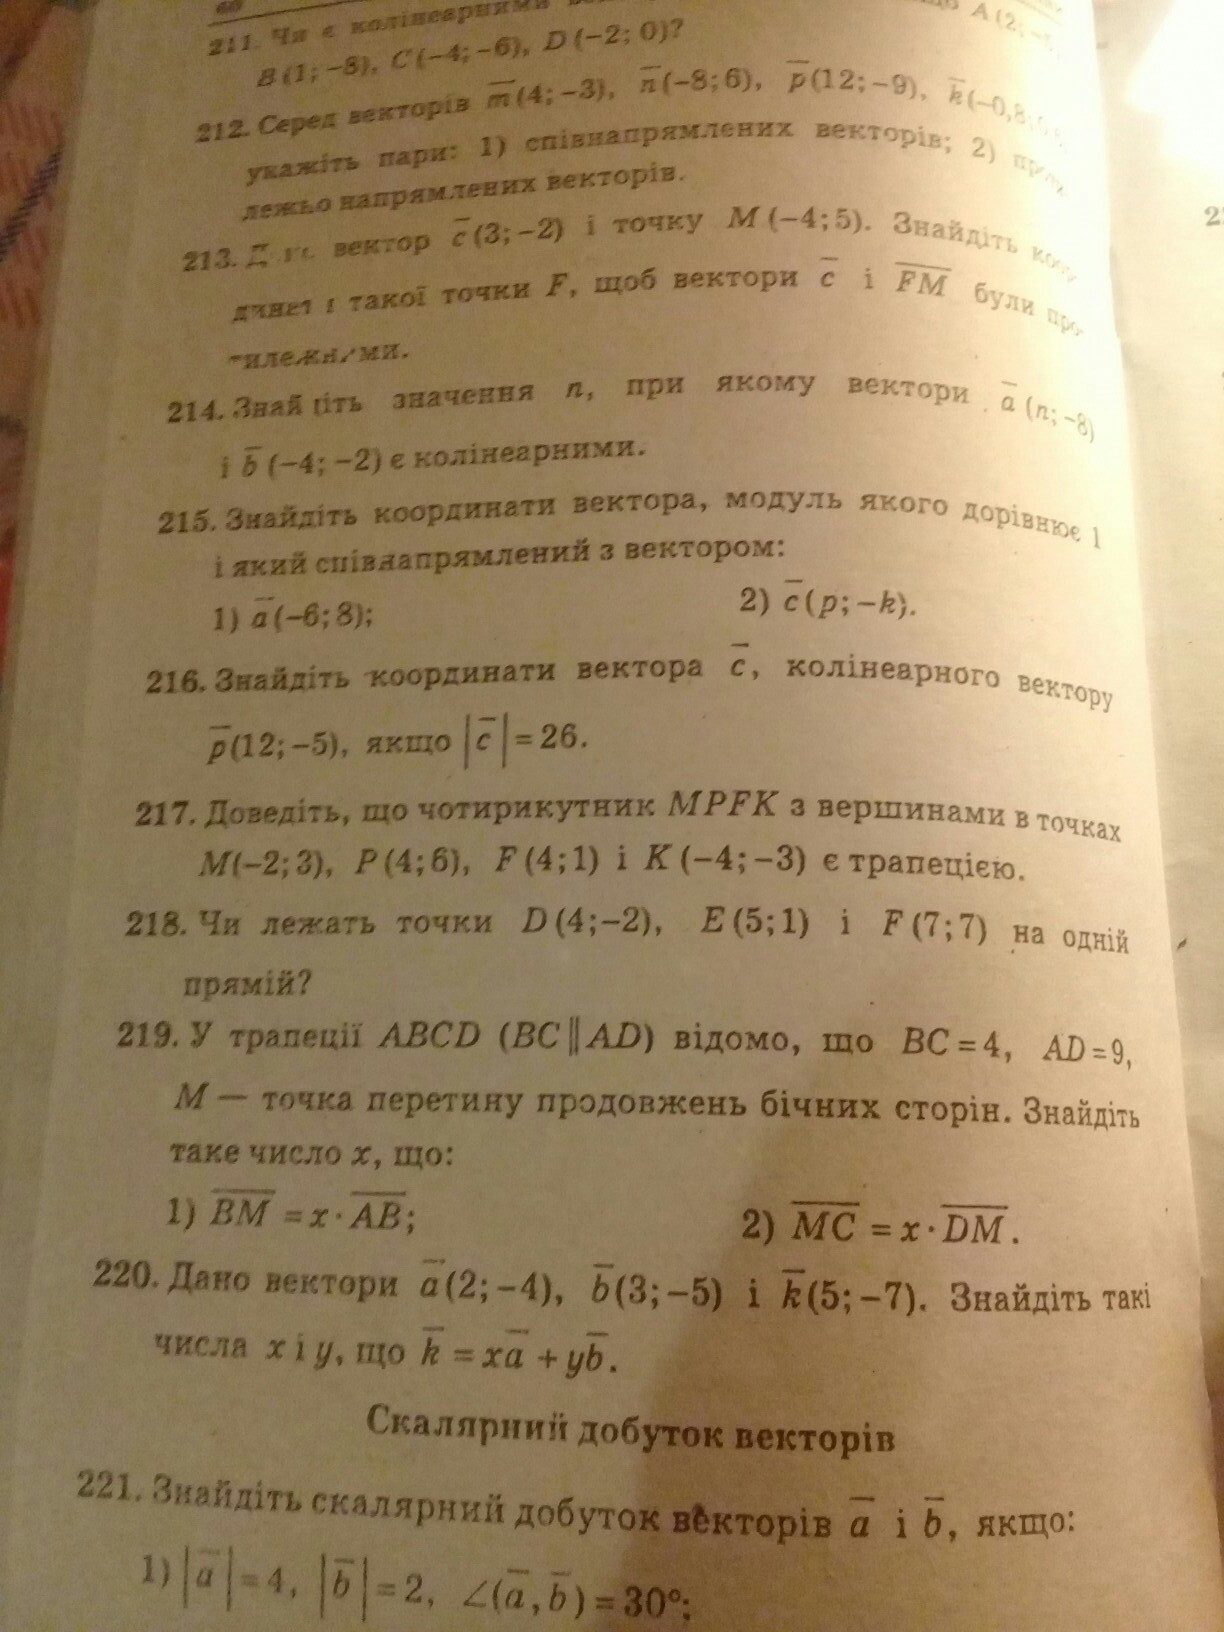 60
211. Чи є колінеарними A(2;
B(1; −8), C(−4; −6), D(−2; 0)?
212. Серед векторів m̅(4; −3), n̅(−8; 6), p̅(12; −9), k̅(−0,8;
укажіть пари: 1) співнапрямлених векторів; 2)
лежно напрямлених векторів.
213. вектор c̅(3; −2) і точку M(−4; 5). Знайдіть
такої точки F, щоб вектори c̅ і F̅M̅ були про-
тилежними.
214. Знайдіть значення n, при якому вектори a̅(n; −8)
і b̅(−4; −2) є колінеарними.
215. Знайдіть координати вектора, модуль якого дорівнює 1
і який співнапрямлений з вектором:
1) a̅(−6; 8); 2) c̅(p; −k).
216. Знайдіть координати вектора c̅, колінеарного вектору
p̅(12; −5), якщо |c̅| = 26.
217. Доведіть, що чотирикутник MPFK з вершинами в точках
M(−2; 3), P(4; 6), F(4; 1) і K(−4; −3) є трапецією.
218. Чи лежать точки D(4; −2), E(5; 1) і F(7; 7) на одній
прямій?
219. У трапеції ABCD (BC ∥ AD) відомо, що BC = 4, AD = 9,
M — точка перетину продовжень бічних сторін. Знайдіть
таке число x, що:
1) B̅M̅ = x · A̅B̅; 2) M̅C̅ = x · D̅M̅.
220. Дано вектори a̅(2; −4), b̅(3; −5) і k̅(5; −7). Знайдіть такі
числа x і y, що k̅ = xa̅ + yb̅.
Скалярний добуток векторів
221. Знайдіть скалярний добуток векторів a̅ і b̅, якщо:
1) |a̅| = 4, |b̅| = 2, ∠(a̅, b̅) = 30°;